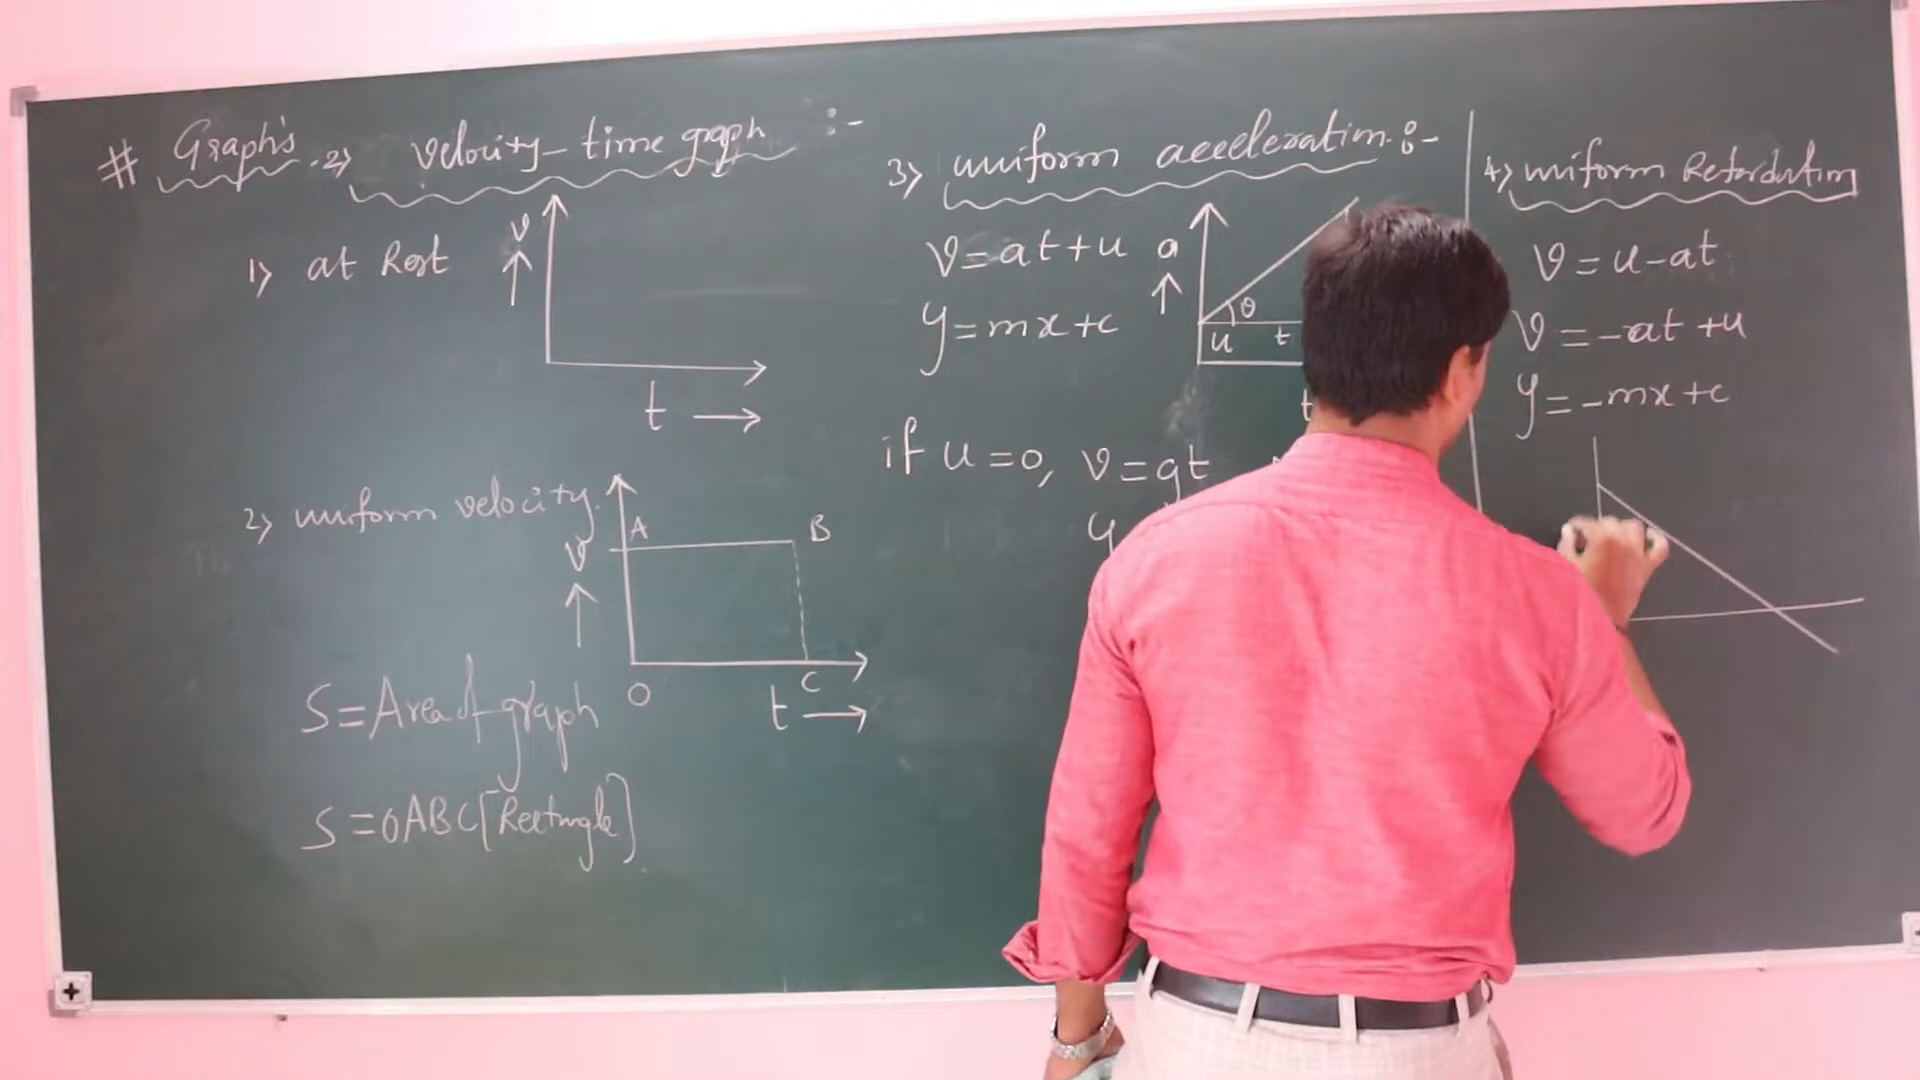 # Graph's . 2) velocity-time graph :-
1) at Rest
v
t
2) uniform velocity.
A
B
v
O
C
t
S=Area of graph
S=OABC[Rectangle].
3) uniform acceleration:-
v=at+u
a
y=mx+c
θ
u
t
t
if u=0, v=at
y
4) uniform Retardation
v=u-at
v=-at+u
y=-mx+c